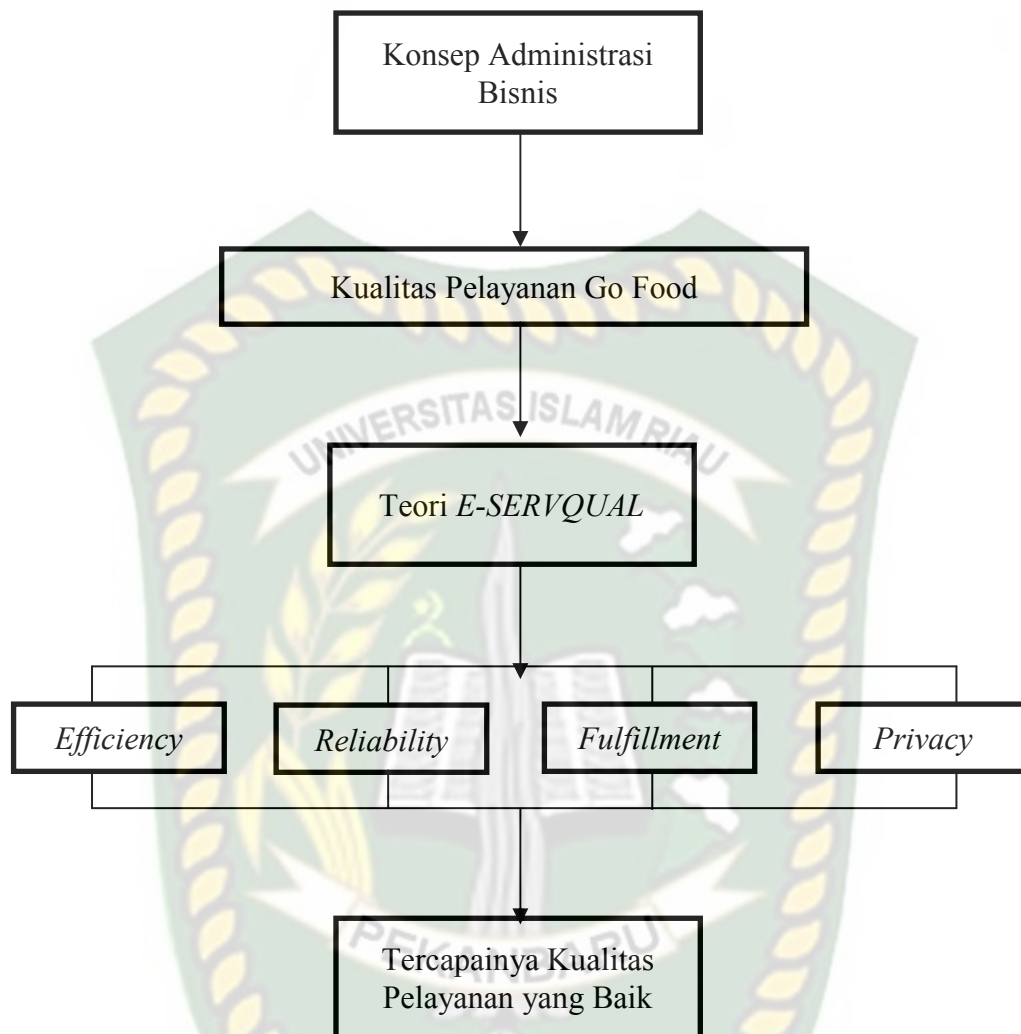 Konsep Administrasi
Bisnis
Kualitas Pelayanan Go Food
UNIVERSITAS ISLAM RIAU
Teori E-SERVQUAL
Efficiency
Reliability
Fulfillment
Privacy
PEKANBARU
Tercapainya Kualitas
Pelayanan yang Baik